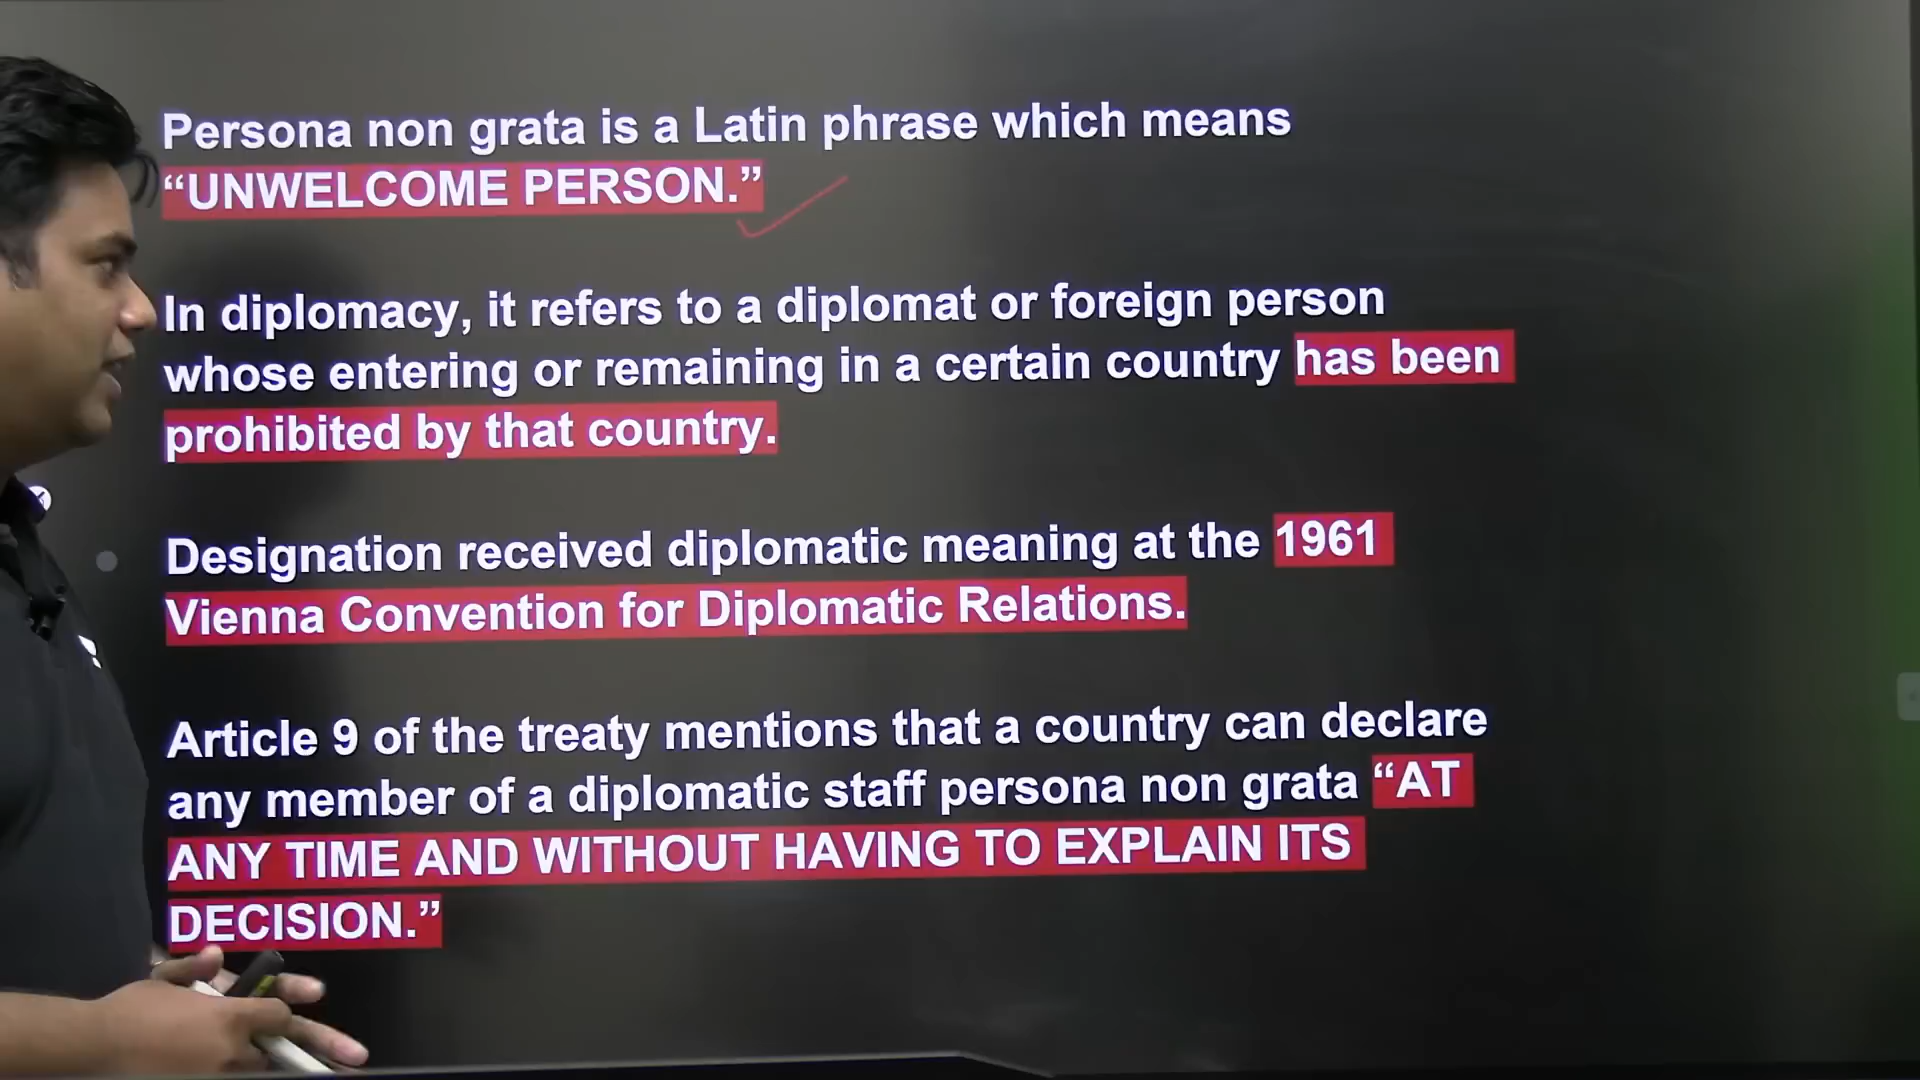 Persona non grata is a Latin phrase which means
“UNWELCOME PERSON.”
In diplomacy, it refers to a diplomat or foreign person
whose entering or remaining in a certain country has been
prohibited by that country.
Designation received diplomatic meaning at the 1961
Vienna Convention for Diplomatic Relations.
Article 9 of the treaty mentions that a country can declare
any member of a diplomatic staff persona non grata “AT
ANY TIME AND WITHOUT HAVING TO EXPLAIN ITS
DECISION.”